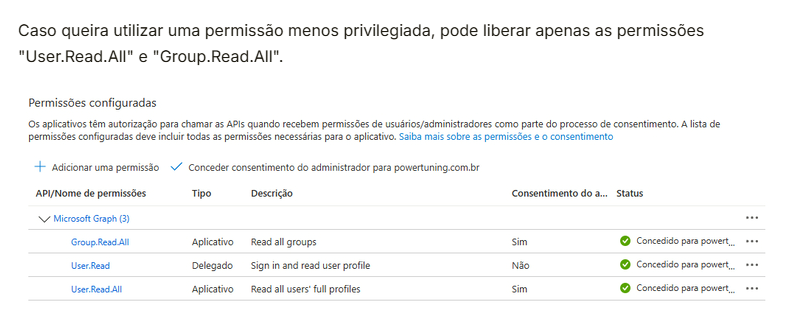 Caso queira utilizar uma permissão menos privilegiada, pode liberar apenas as permissões
"User.Read.All" e "Group.Read.All".
Permissões configuradas
Os aplicativos têm autorização para chamar as APIs quando recebem permissões de usuários/administradores como parte do processo de consentimento. A lista de
permissões configuradas deve incluir todas as permissões necessárias para o aplicativo. Saiba mais sobre as permissões e o consentimento
Adicionar uma permissão Conceder consentimento do administrador para powertuning.com.br
API/Nome de permissões Tipo Descrição Consentimento do a... Status
Microsoft Graph (3) ...
Group.Read.All Aplicativo Read all groups Sim Concedido para powert... ...
User.Read Delegado Sign in and read user profile Não Concedido para powert... ...
User.Read.All Aplicativo Read all users' full profiles Sim Concedido para powert... ...